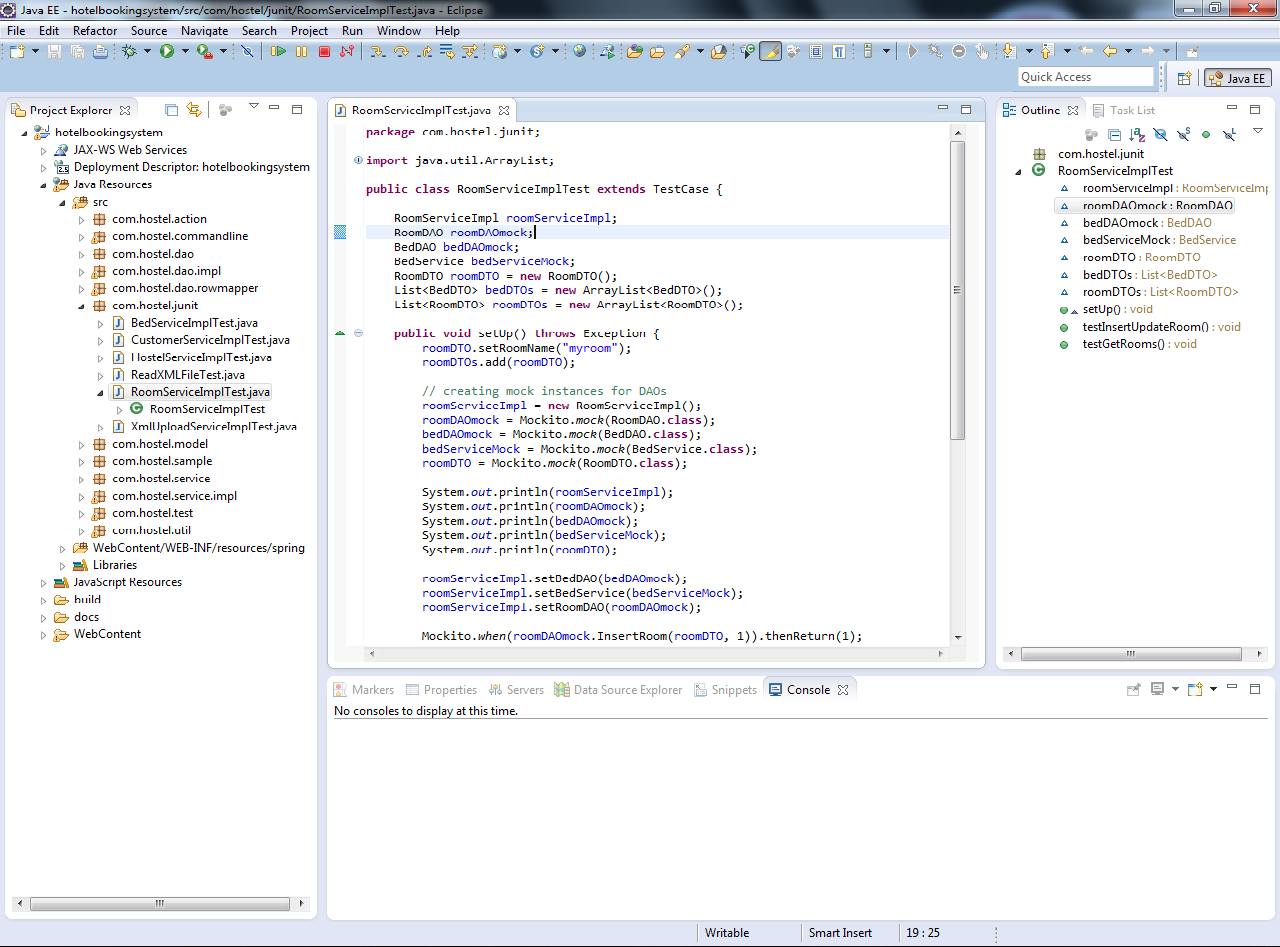 Java EE - hotelbookingsystem/src/com/hostel/junit/RoomServiceImplTest.java - Eclipse
File Edit Refactor Source Navigate Search Project Run Window Help
Quick Access
Java EE
Project Explorer
hotelbookingsystem
JAX-WS Web Services
Deployment Descriptor: hotelbookingsystem
Java Resources
src
com.hostel.action
com.hostel.commandline
com.hostel.dao
com.hostel.dao.impl
com.hostel.dao.rowmapper
com.hostel.junit
BedServiceImplTest.java
CustomerServiceImplTest.java
HostelServiceImplTest.java
ReadXMLFileTest.java
RoomServiceImplTest.java
RoomServiceImplTest
XmlUploadServiceImplTest.java
com.hostel.model
com.hostel.sample
com.hostel.service
com.hostel.service.impl
com.hostel.test
com.hostel.util
WebContent/WEB-INF/resources/spring
Libraries
JavaScript Resources
build
docs
WebContent
RoomServiceImplTest.java
package com.hostel.junit;
import java.util.ArrayList;
public class RoomServiceImplTest extends TestCase {
RoomServiceImpl roomServiceImpl;
RoomDAO roomDAOmock;
BedDAO bedDAOmock;
BedService bedServiceMock;
RoomDTO roomDTO = new RoomDTO();
List<BedDTO> bedDTOs = new ArrayList<BedDTO>();
List<RoomDTO> roomDTOs = new ArrayList<RoomDTO>();
public void setUp() throws Exception {
roomDTO.setRoomName("myroom");
roomDTOs.add(roomDTO);
// creating mock instances for DAOs
roomServiceImpl = new RoomServiceImpl();
roomDAOmock = Mockito.mock(RoomDAO.class);
bedDAOmock = Mockito.mock(BedDAO.class);
bedServiceMock = Mockito.mock(BedService.class);
roomDTO = Mockito.mock(RoomDTO.class);
System.out.println(roomServiceImpl);
System.out.println(roomDAOmock);
System.out.println(bedDAOmock);
System.out.println(bedServiceMock);
System.out.println(roomDTO);
roomServiceImpl.setBedDAO(bedDAOmock);
roomServiceImpl.setBedService(bedServiceMock);
roomServiceImpl.setRoomDAO(roomDAOmock);
Mockito.when(roomDAOmock.InsertRoom(roomDTO, 1)).thenReturn(1);
Outline Task List
com.hostel.junit
RoomServiceImplTest
roomServiceImpl : RoomServiceImp
roomDAOmock : RoomDAO
bedDAOmock : BedDAO
bedServiceMock : BedService
roomDTO : RoomDTO
bedDTOs : List<BedDTO>
roomDTOs : List<RoomDTO>
setUp() : void
testInsertUpdateRoom() : void
testGetRooms() : void
Markers Properties Servers Data Source Explorer Snippets Console
No consoles to display at this time.
Writable Smart Insert 19 : 25